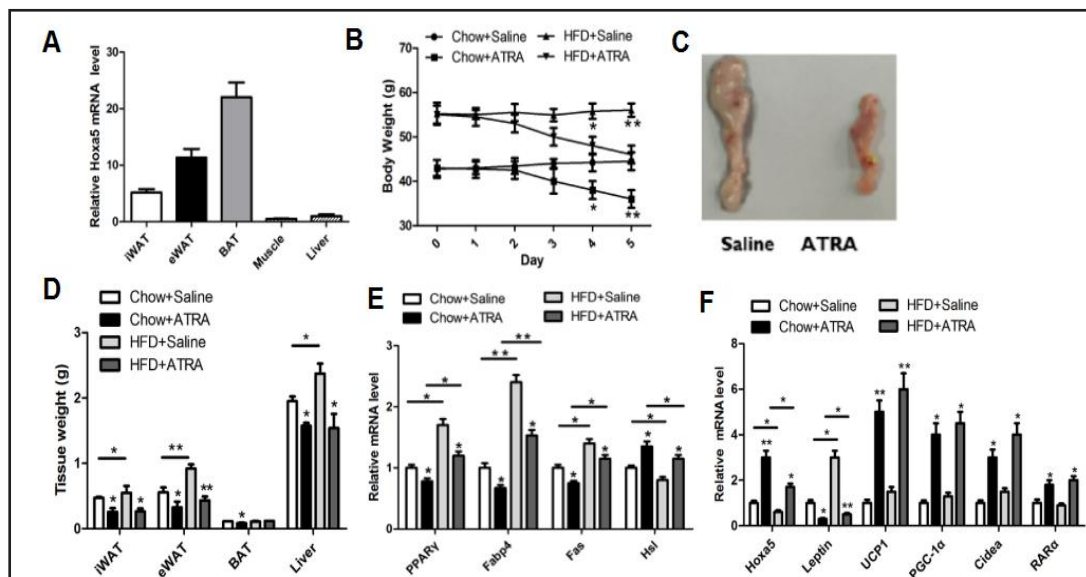 A
Relative Hoxa5 mRNA level
30
20
10
0
iWAT
eWAT
BAT
Muscle
Liver
B
Chow+Saline
HFD+Saline
Chow+ATRA
HFD+ATRA
Body Weight (g)
70
60
50
40
30
*
**
*
**
0
1
2
3
4
5
Day
C
Saline
ATRA
D
Chow+Saline
Chow+ATRA
HFD+Saline
HFD+ATRA
Tissue weight (g)
3
2
1
0
*
* *
**
* **
*
*
* *
iWAT
eWAT
BAT
Liver
E
Chow+Saline
HFD+Saline
Chow+ATRA
HFD+ATRA
Relative mRNA level
3
2
1
0
*
*
* *
**
**
* *
*
*
* *
*
*
* *
PPARγ
Fabp4
Fas
Hsl
F
Chow+Saline
HFD+Saline
Chow+ATRA
HFD+ATRA
Relative mRNA level
8
6
4
2
0
*
*
** *
*
*
* **
** **
* *
* *
* *
Hoxa5
Leptin
UCP1
PGC-1α
Cidea
RARα